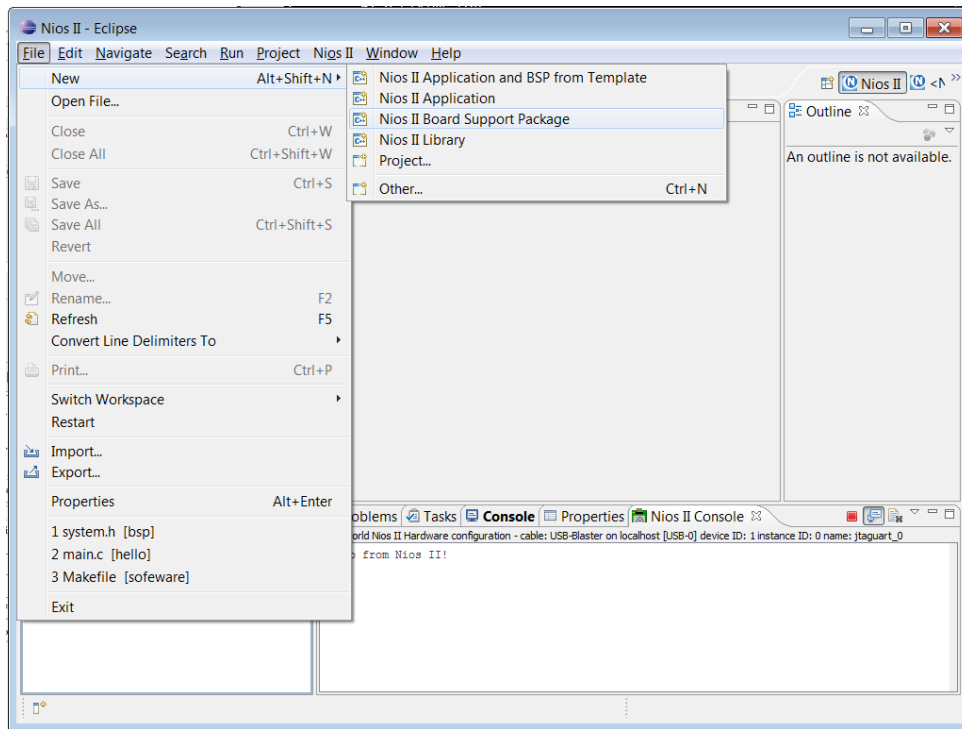 Nios II - Eclipse
File Edit Navigate Search Run Project Nios II Window Help
New Alt+Shift+N
Open File...
Close Ctrl+W
Close All Ctrl+Shift+W
Save Ctrl+S
Save As...
Save All Ctrl+Shift+S
Revert
Move...
Rename... F2
Refresh F5
Convert Line Delimiters To
Print... Ctrl+P
Switch Workspace
Restart
Import...
Export...
Properties Alt+Enter
1 system.h [bsp]
2 main.c [hello]
3 Makefile [sofeware]
Exit
Nios II Application and BSP from Template
Nios II Application
Nios II Board Support Package
Nios II Library
Project...
Other... Ctrl+N
Nios II <N
Outline
An outline is not available.
oblems Tasks Console Properties Nios II Console
orld Nios II Hardware configuration - cable: USB-Blaster on localhost [USB-0] device ID: 1 instance ID: 0 name: jtaguart_0
from Nios II!